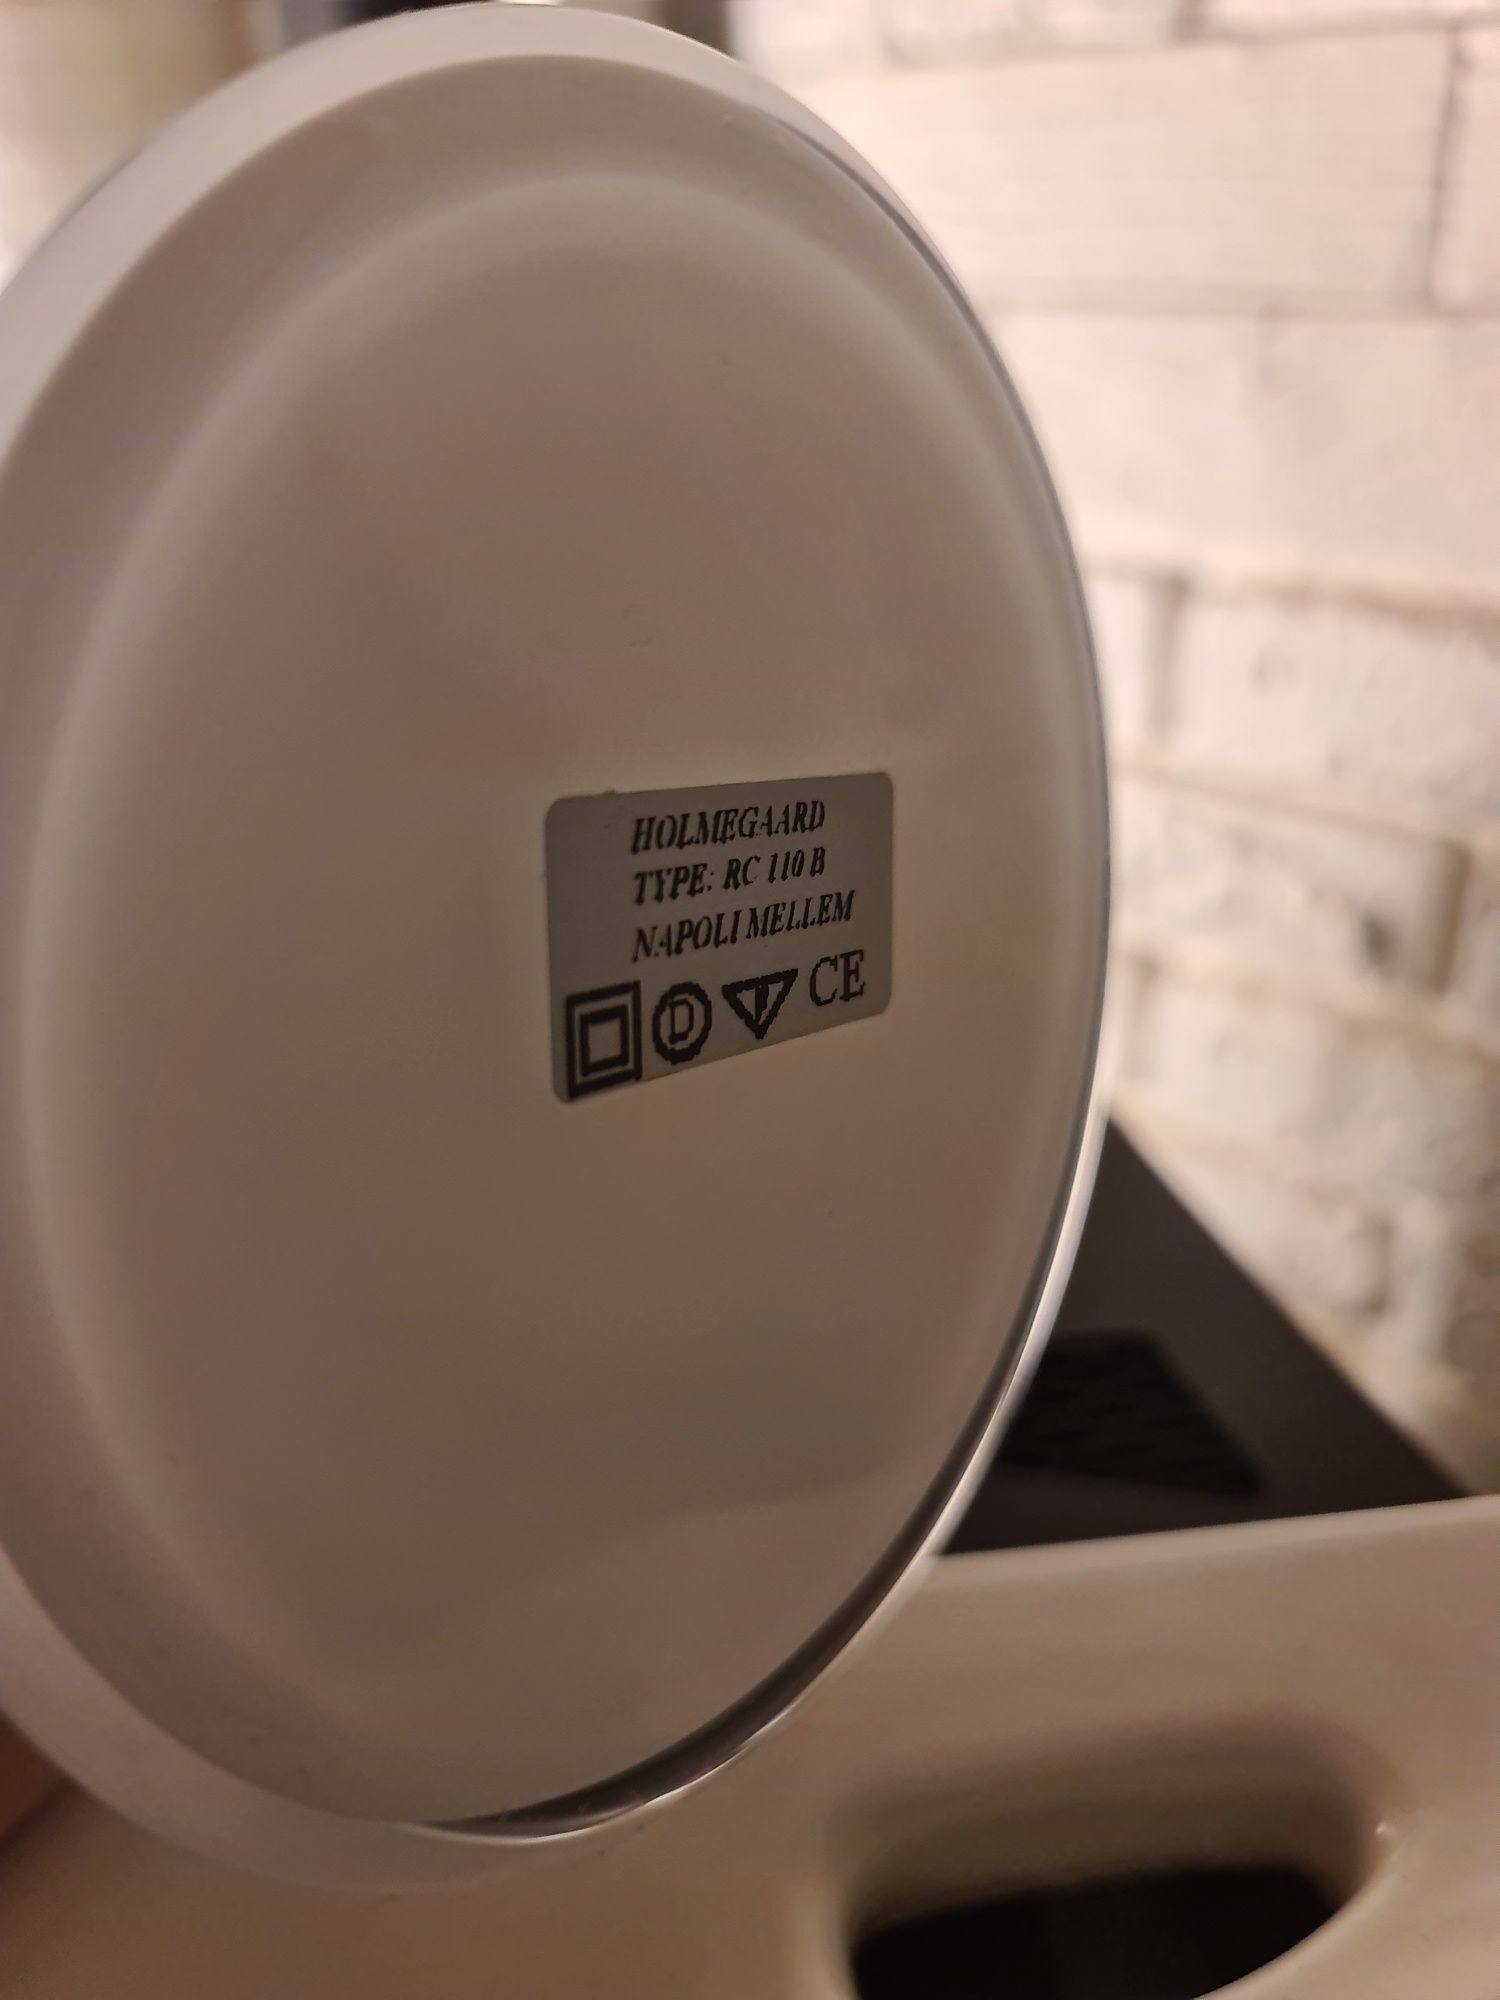 HOLMEGAARD
TYPE: RC 110 B
NAPOLI MELLEM
D F CE